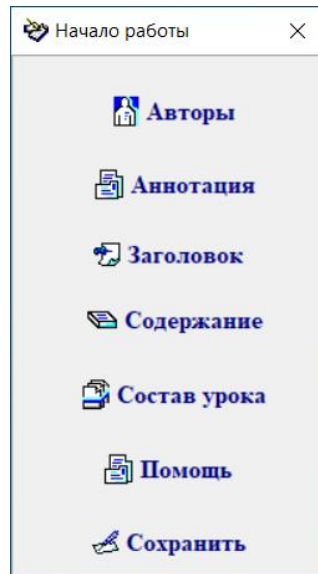 Начало работы
Авторы
Аннотация
Заголовок
Содержание
Состав урока
Помощь
Сохранить